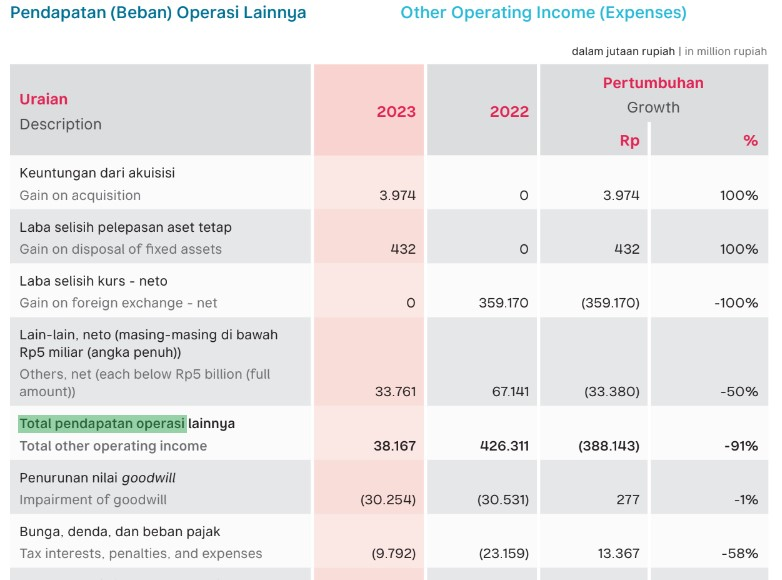 Pendapatan (Beban) Operasi Lainnya Other Operating Income (Expenses)
dalam jutaan rupiah | in million rupiah
Uraian
Description
2023 2022
Pertumbuhan
Growth
Rp %
Keuntungan dari akuisisi
Gain on acquisition 3.974 0 3.974 100%
Laba selisih pelepasan aset tetap
Gain on disposal of fixed assets 432 0 432 100%
Laba selisih kurs - neto
Gain on foreign exchange - net 0 359.170 (359.170) -100%
Lain-lain, neto (masing-masing di bawah
Rp5 miliar (angka penuh))
Others, net (each below Rp5 billion (full
amount)) 33.761 67.141 (33.380) -50%
Total pendapatan operasi lainnya
Total other operating income 38.167 426.311 (388.143) -91%
Penurunan nilai goodwill
Impairment of goodwill (30.254) (30.531) 277 -1%
Bunga, denda, dan beban pajak
Tax interests, penalties, and expenses (9.792) (23.159) 13.367 -58%